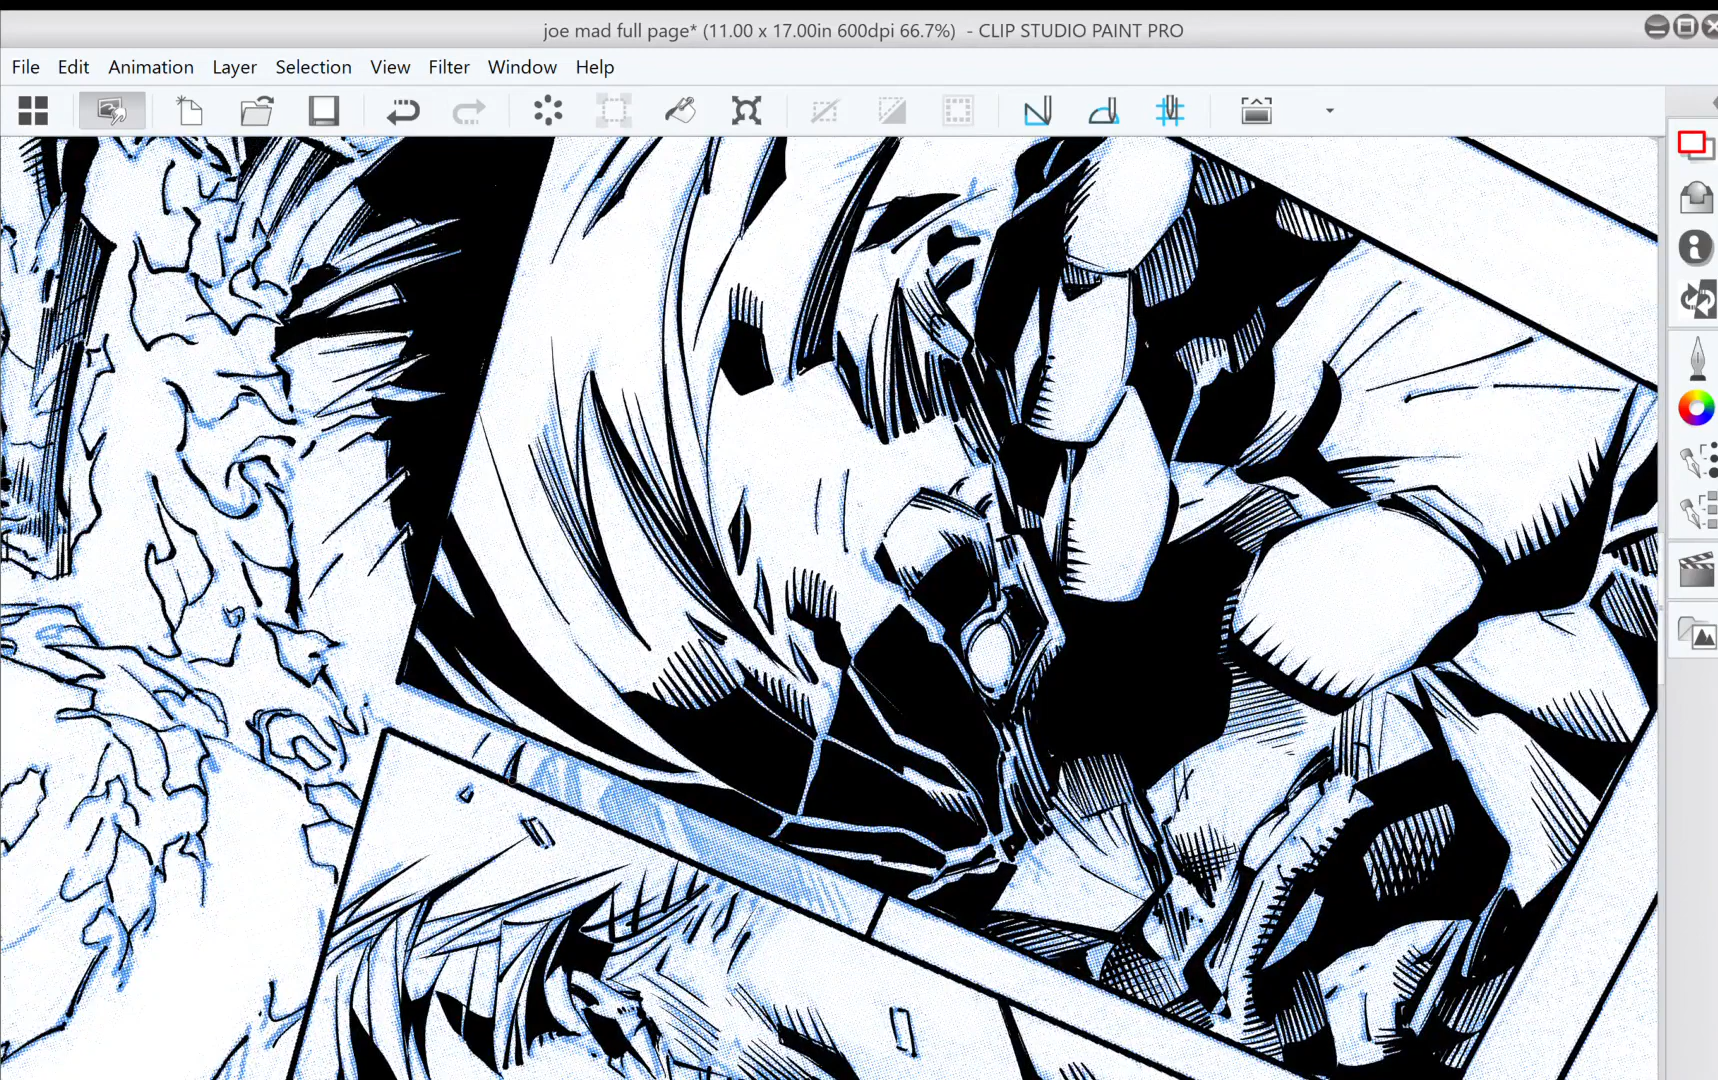 joe mad full page* (11.00 x 17.00in 600dpi 66.7%) - CLIP STUDIO PAINT PRO
File Edit Animation Layer Selection View Filter Window Help